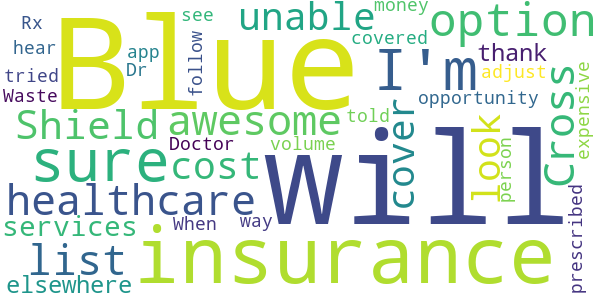 Rx
see
money
hear
app
Blue
follow
unable
option
covered
tried
Dr
I'm
thank
adjust
Waste
Shield
awesome
told
opportunity
Cross
expensive
Doctor
volume
cover
look
person
sure
cost
will
healthcare
prescribed
services
When
way
list
insurance
elsewhere